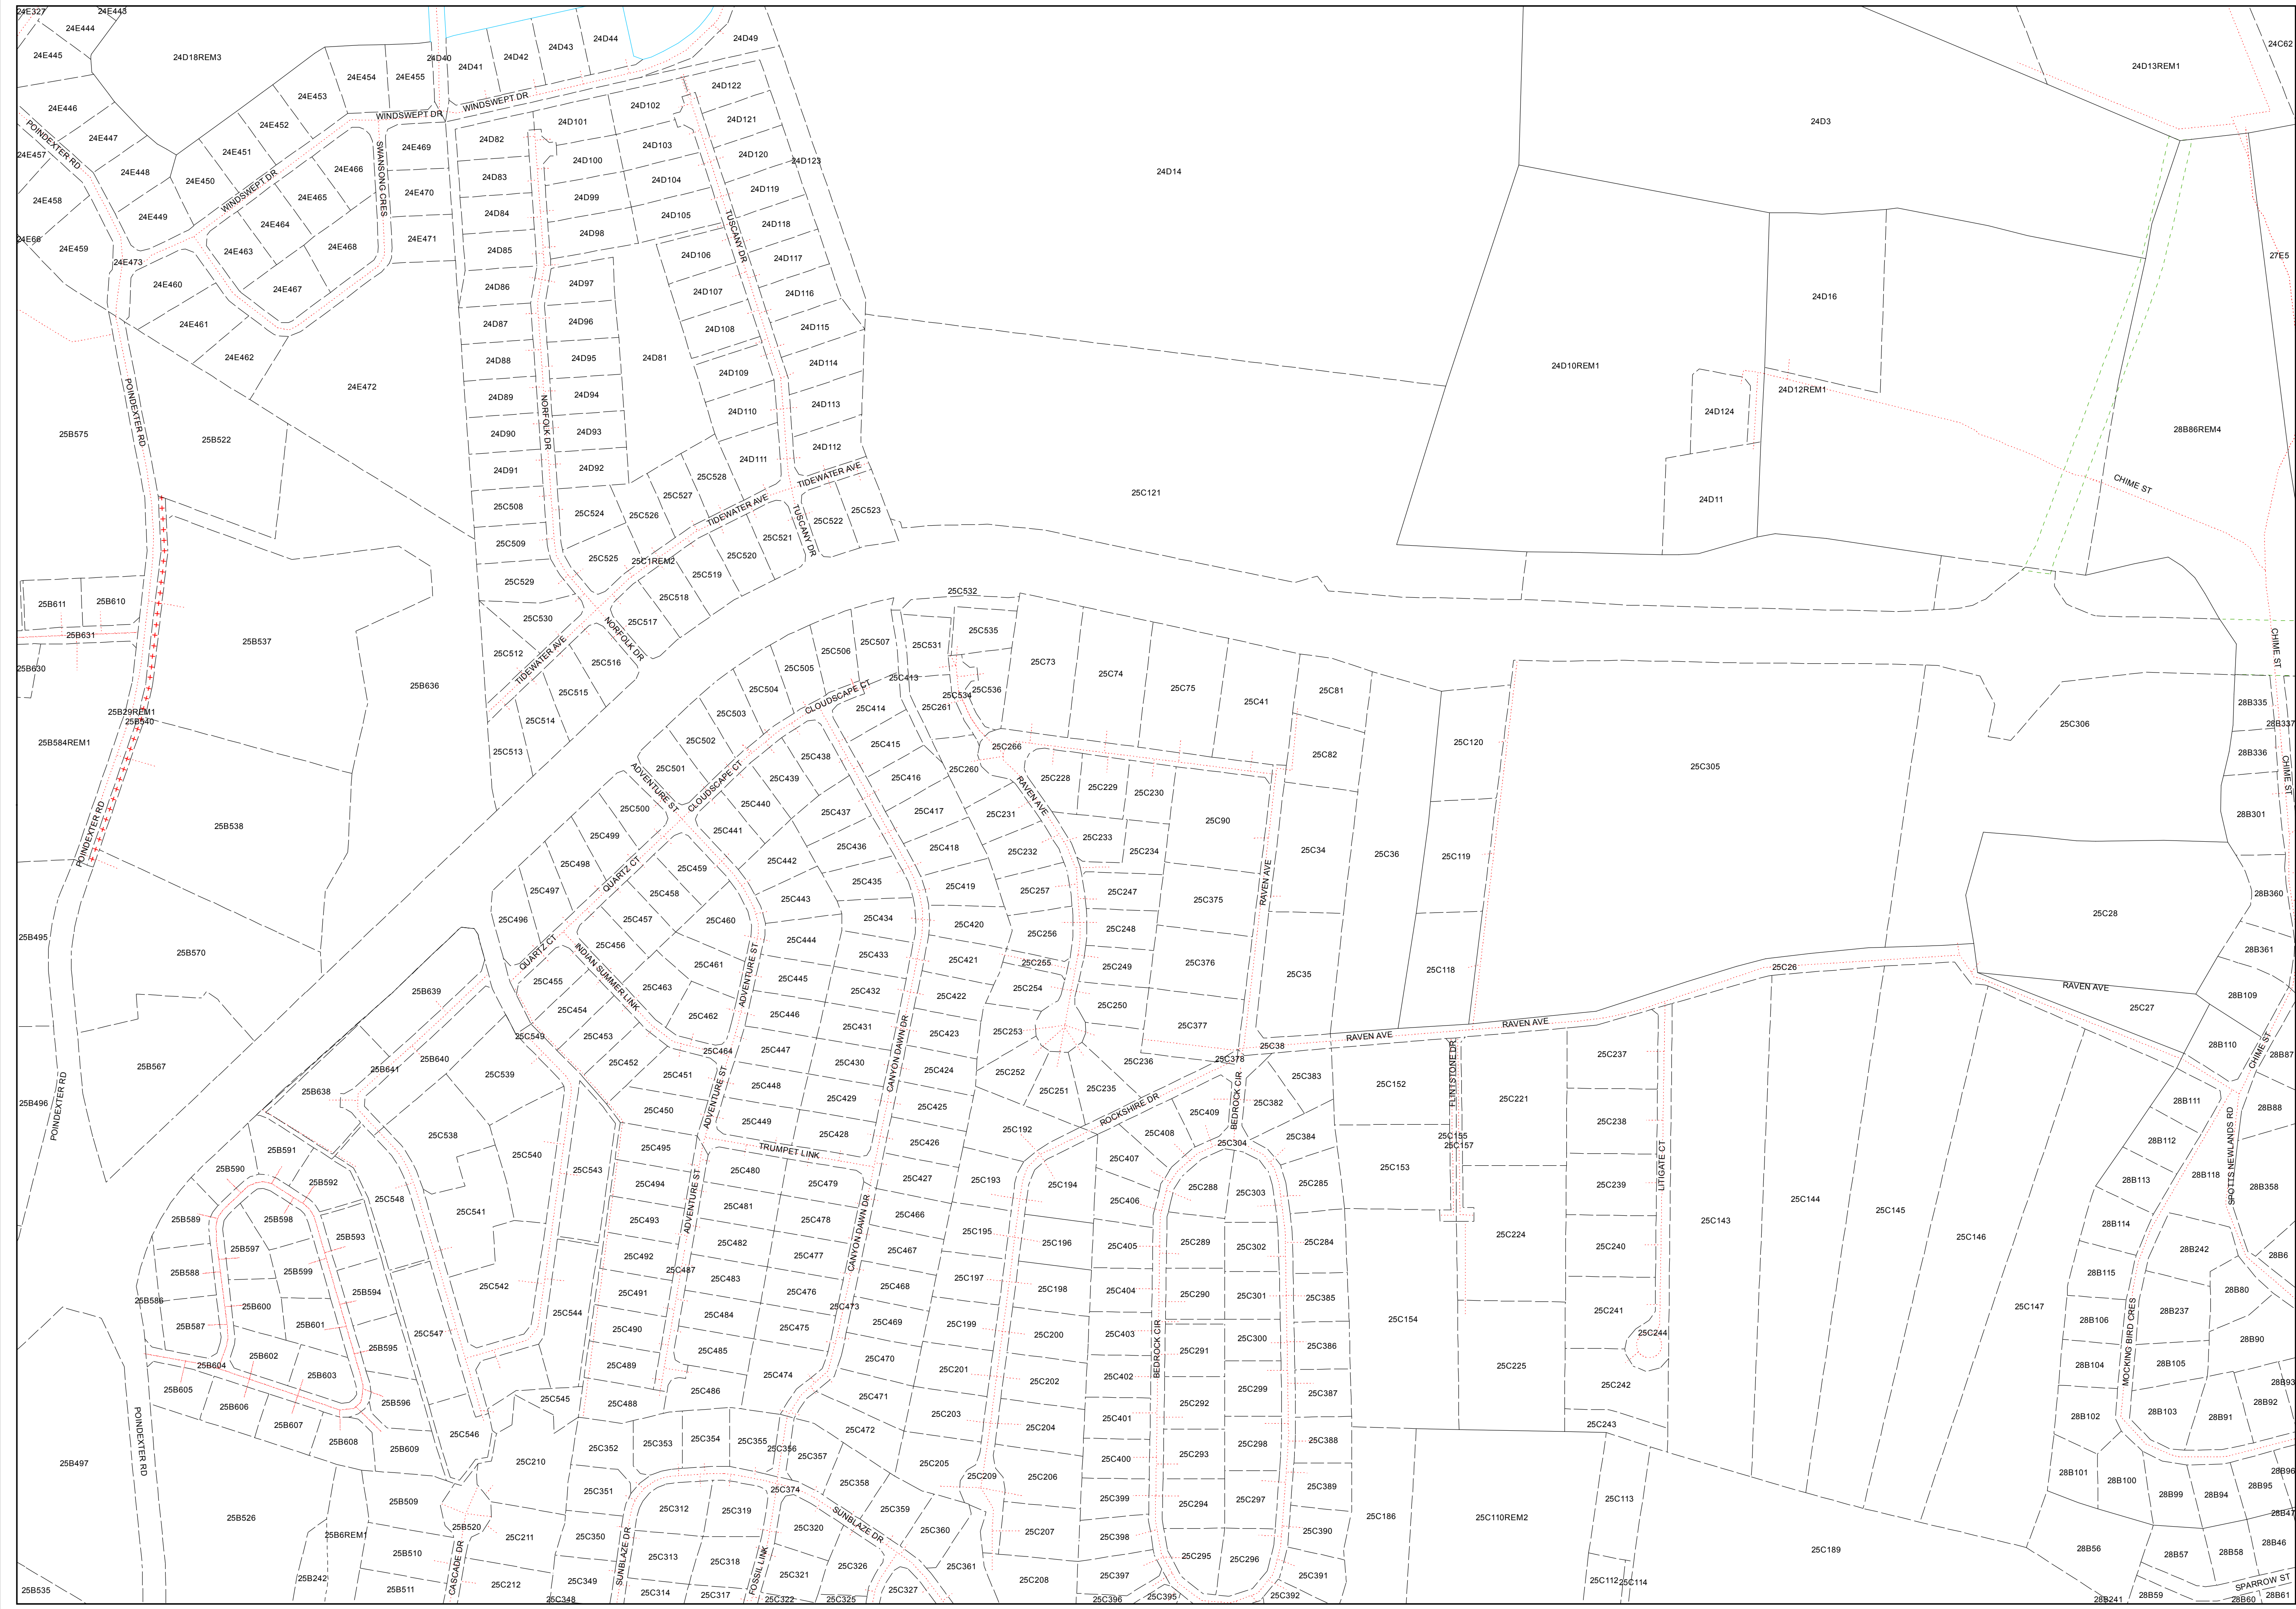 24E327
24E443
24E444
24E445
24D18REM3
24E454
24E455
24D40
24D41
24D42
24D43
24D44
24D49
24D13REM1
24C62
24E446
24E453
WINDSWEPT DR
WINDSWEPT DR
24D122
24D102
24D101
24D121
24D3
POINDEXTER RD
24E447
24E452
24E451
24E469
24D82
24D103
24D100
24D120
24D123
24D14
24E457
24E448
24E450
24E466
SWANSONG CRES
24D83
24D104
24D119
24E458
24E449
WINDSWEPT DR
24E465
24E470
24D99
24D84
24D105
24D118
TUSCANY DR
24E464
24E66
24E459
24E463
24E468
24E471
24D98
24D85
24D106
24D117
27E5
24E473
24E460
24E467
24D86
24D97
24D107
24D116
24D16
24E461
24D87
24D96
24D108
24D115
24E462
24D88
24D95
24D81
24D114
24D109
24D10REM1
24E472
24D89
24D94
24D110
24D113
24D124
24D12REM1
POINDEXTER RD
NORFOLK DR
25B575
25B522
24D90
24D93
24D112
28B86REM4
24D91
24D92
24D111
TIDEWATER AVE
25C528
25C527
25C121
24D11
CHIME ST
25C508
25C524
25C526
TIDEWATER AVE
TUSCANY DR
25C522
25C523
25C509
25C525
25C1REM2
25C521
25C520
25C519
25C529
25C518
25C532
25B611
25B610
25C530
25C517
NORFOLK DR
25C535
25B631
25B537
25C531
25C507
25C506
25C505
CHIME ST
25B630
25B636
25C512
TIDEWATER AVE
25C516
25C73
25C74
25C75
25C41
25C81
25C515
25C504
25C413
25C536
25C534
CLOUDSCAPE CT
25C414
25C261
28B335
25B29REM1
25B540
25C514
25C503
25C306
28B337
25B584REM1
25C513
25C502
25C415
25C266
25C82
25C120
28B336
25C501
25C438
25C439
25C416
25C260
25C228
25C229
25C230
25C305
CHIME ST
ADVENTURE ST
CLOUDSCAPE CT
RAVEN AVE
25B538
25C500
25C440
25C437
25C417
25C231
25C90
28B301
POINDEXTER RD
25C499
25C441
25C436
25C418
25C232
25C233
25C234
25C34
25C36
25C119
25C498
QUARTZ CT
25C459
25C442
25C435
25C419
25C257
25C247
RAVEN AVE
25C375
28B360
25C497
25C458
25C443
25C28
25C496
25C457
25C460
25C434
25C420
25C256
25C248
25B495
25B570
QUARTZ CT
25C456
25C444
25C433
25C421
25C255
25C249
25C376
28B361
INDIAN SUMMER LINK
25C461
25C118
25C26
25C455
25C445
25C35
ADVENTURE ST
RAVEN AVE
25B639
25C463
25C432
25C422
25C254
25C250
25C27
28B109
25C454
25C462
25C446
25C431
25C423
25C253
25C377
RAVEN AVE
RAVEN AVE
25C549
25C453
25C464
25C447
25C430
25C424
25C236
25C378
25C38
25C237
28B110
CHIME ST
28B87
25B640
25C452
25C252
25B567
25B641
25C539
25C451
25C448
25C429
CANYON DAWN DR
25C251
25C235
BEDROCK CIR
25C383
25C152
FLINTSTONE DR
25C221
25B638
25C450
ADVENTURE ST
25C449
25C425
ROCKSHIRE DR
25C409
25C382
28B111
28B88
25B496
POINDEXTER RD
25C538
25C428
25C426
25C192
25C408
25C304
25C384
25C155
25C157
25C238
28B112
25B591
25C540
25C495
TRUMPET LINK
25C407
25C153
LITIGATE CT
SPOTTS NEWLANDS RD
25B590
25C543
25C480
25C479
25C427
25C193
25C194
25C406
25C288
25C303
25C285
25C239
28B113
28B118
28B358
25B592
25C548
25C494
25C144
25C145
25B589
25B598
25C541
25C493
ADVENTURE ST
25C481
25C478
25C466
25C195
25C143
28B114
25B597
25B593
25C492
25C482
25C477
CANYON DAWN DR
25C467
25C196
25C405
25C289
25C302
25C284
25C224
25C240
25C146
28B242
28B6
25B588
25B599
25C542
25C487
25C483
25C468
25C197
25C198
25C404
25C290
25C301
25C385
28B115
28B80
25B586
25B594
25C491
25C476
25C544
25C484
25C473
25C469
25C199
25C154
25C241
25C147
28B106
28B237
25B587
25B600
25B601
25C547
25C490
25C475
25C200
25C403
25C300
25C386
25C244
MOCKING BIRD CRES
28B90
25B604
25B602
25B595
25C489
25C485
25C470
25C201
BEDROCK CIR
25C291
25C225
28B104
28B105
25B605
25B603
25C474
25C202
25C402
25C299
25C387
25C242
28B93
25B606
25B596
25C545
25C488
25C486
25C471
25C203
25C204
25C401
25C292
25C243
28B102
28B103
28B91
28B92
POINDEXTER RD
25B607
25B608
25B609
25C546
25C352
25C353
25C354
25C355
25C356
25C357
25C472
25C293
25C298
25C388
25B497
25C210
25C205
25C209
25C206
25C400
28B101
28B100
28B96
25C351
25C374
25C358
25C399
25C294
25C297
25C389
25C113
28B99
28B94
28B95
25B526
25B509
25C312
25C319
25C359
25C186
25C110REM2
28B47
25B6REM1
25B520
25C211
25C350
25C320
SUNBLAZE DR
25C360
25C207
25C398
25C390
28B46
CASCADE DR
SUNBLAZE DR
25B510
25C313
25C318
FOSSIL LINK
25C326
25C361
25C295
25C296
25C189
28B56
28B57
28B58
25B535
25B242
25B511
25C212
25C349
25C314
25C317
25C321
25C327
25C208
25C397
25C391
25C112
25C114
SPARROW ST
25C348
25C322
25C325
25C396
25C395
25C392
28B241
28B59
28B60
28B61